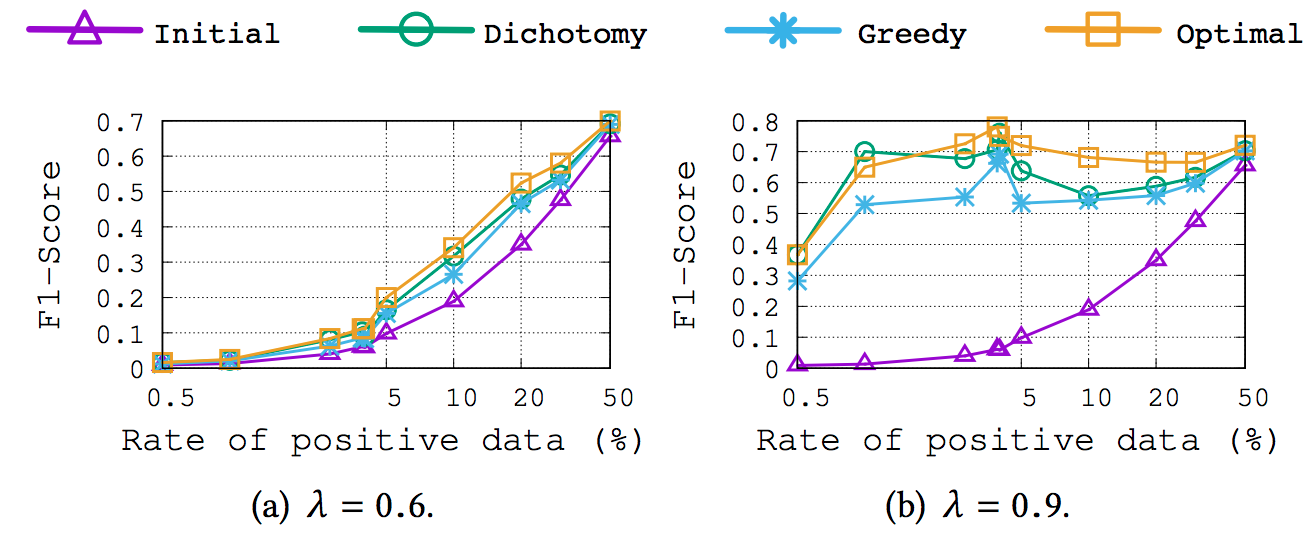 Initial Dichotomy Greedy Optimal
F1-Score
0.7
0.6
0.5
0.4
0.3
0.2
0.1
0
0.5 5 10 20 50
Rate of positive data (%)
(a) λ = 0.6.
F1-Score
0.8
0.7
0.6
0.5
0.4
0.3
0.2
0.1
0
0.5 5 10 20 50
Rate of positive data (%)
(b) λ = 0.9.